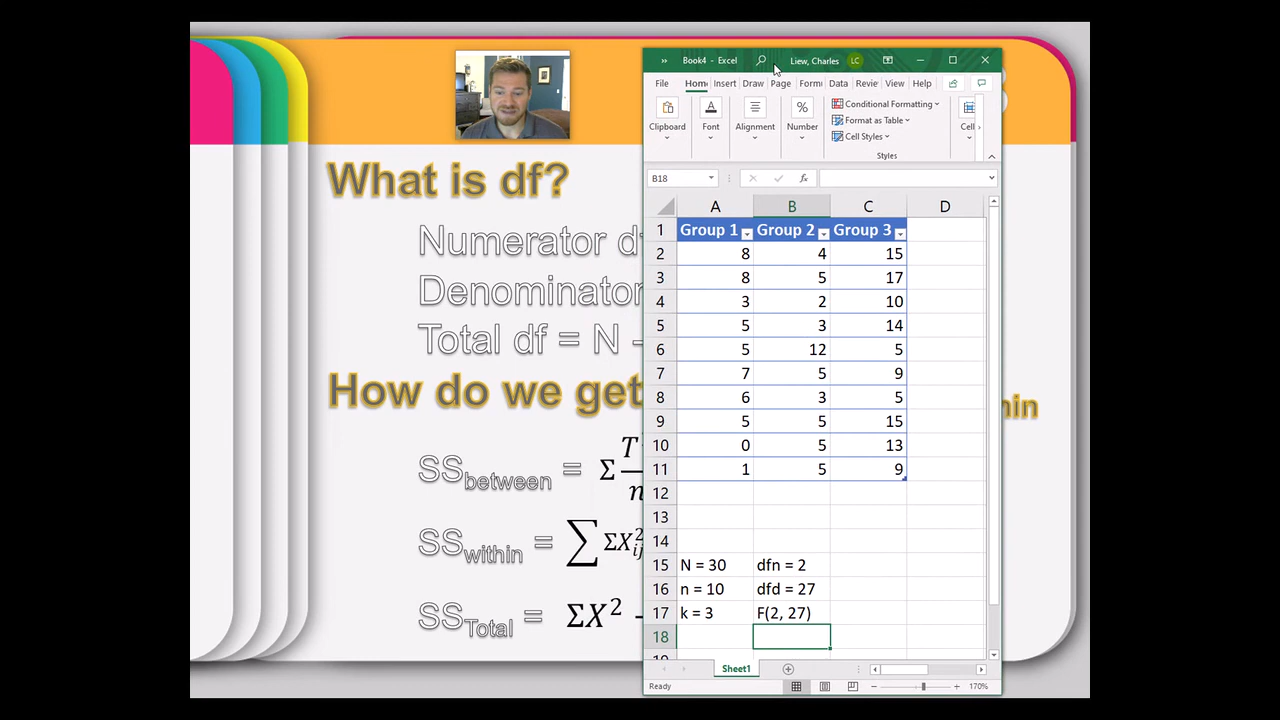 What is df?
Numerator d
Denominator
Total df = N -
How do we get
hin
SSbetween = Σ T n
SSwithin = ∑ ΣX²ij
SSTotal = ΣX² -
Book4 - Excel
Liew, Charles LC
File Home Insert Draw Page Formu Data Revie View Help
Clipboard
Font
Alignment
%
Number
Conditional Formatting
Format as Table
Cell Styles
Styles
Cell
B18
fx
A B C D
1 Group 1 Group 2 Group 3
2 8 4 15
3 8 5 17
4 3 2 10
5 5 3 14
6 5 12 5
7 7 5 9
8 6 3 5
9 5 5 15
10 0 5 13
11 1 5 9
12
13
14
15 N = 30 dfn = 2
16 n = 10 dfd = 27
17 k = 3 F(2, 27)
18
Sheet1
Ready
170%